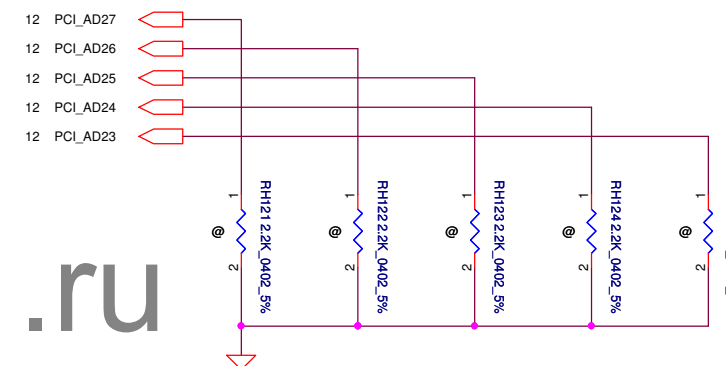 12 PCI_AD27
12 PCI_AD26
12 PCI_AD25
12 PCI_AD24
12 PCI_AD23
1
1
1
1
1
RH121 2.2K_0402_5%
RH122 2.2K_0402_5%
RH123 2.2K_0402_5%
RH124 2.2K_0402_5%
@
@
@
@
@
2
2
2
2
2
.ru